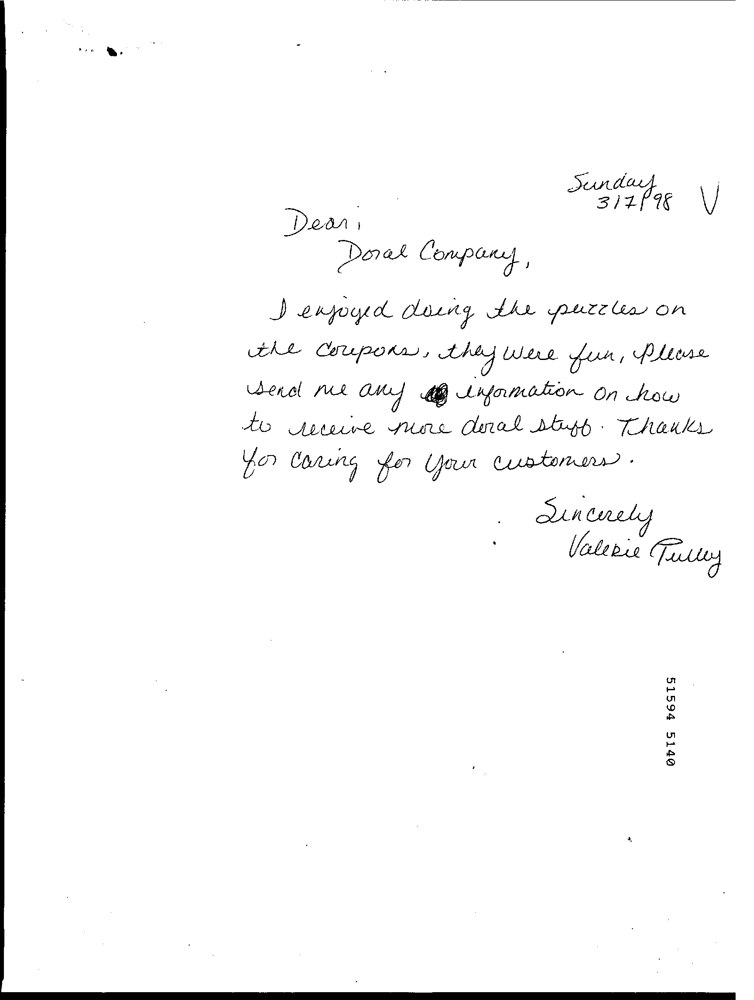 Sunday
3/7/98 V
Dear,
Doral Company,
I enjoyed doing the puzzles on
the coupons, they were fun, Please
send me any information on how
to receive more doral stuff. Thanks
for caring for your customers.
Sincerely
Valerie Tulley
51594 5140